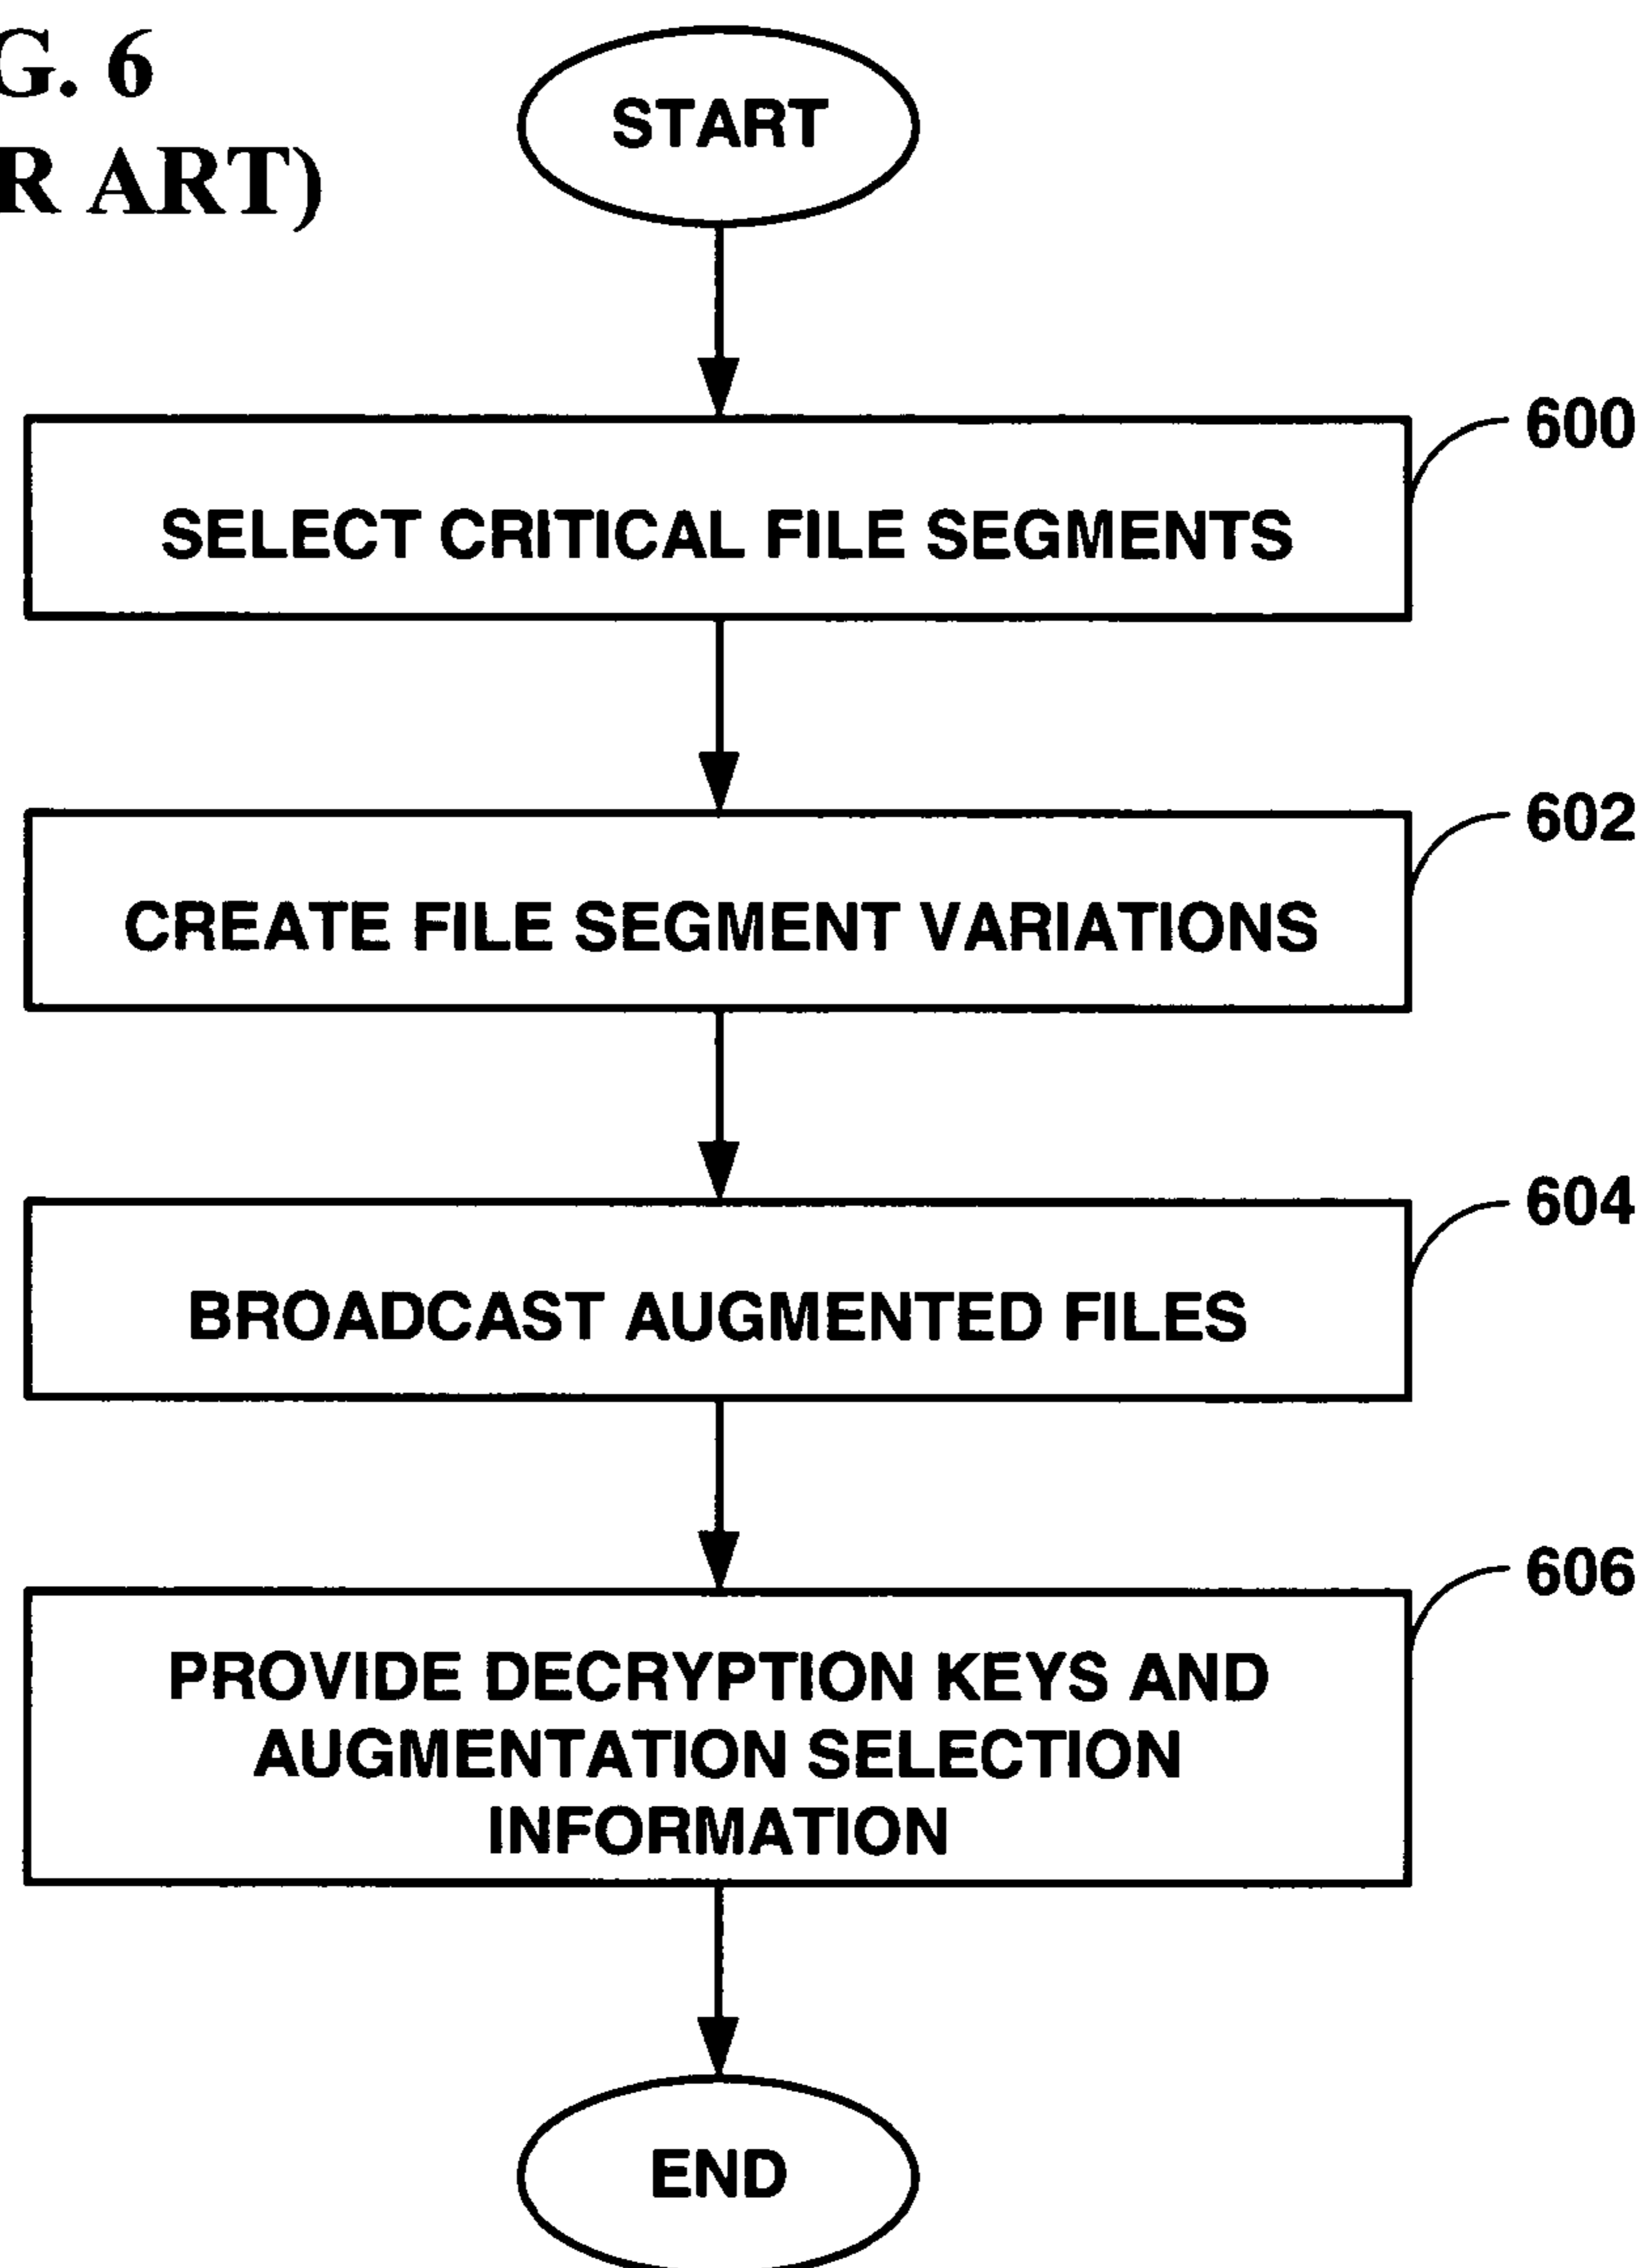 G. 6
R ART)
START
600
SELECT CRITICAL FILE SEGMENTS
602
CREATE FILE SEGMENT VARIATIONS
604
BROADCAST AUGMENTED FILES
606
PROVIDE DECRYPTION KEYS AND
AUGMENTATION SELECTION
INFORMATION
END